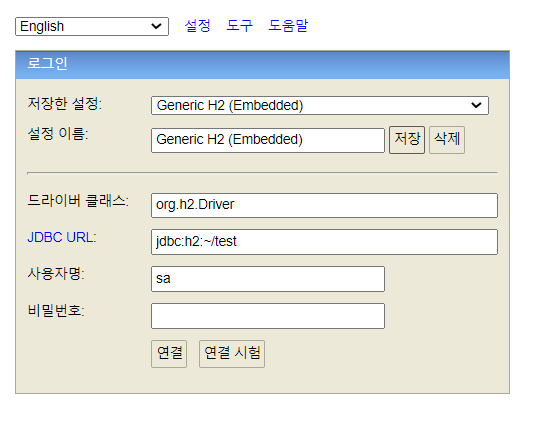 English 설정 도구 도움말
로그인
저장한 설정: Generic H2 (Embedded)
설정 이름: Generic H2 (Embedded) 저장 삭제
드라이버 클래스: org.h2.Driver
JDBC URL: jdbc:h2:~/test
사용자명: sa
비밀번호:
연결 연결 시험